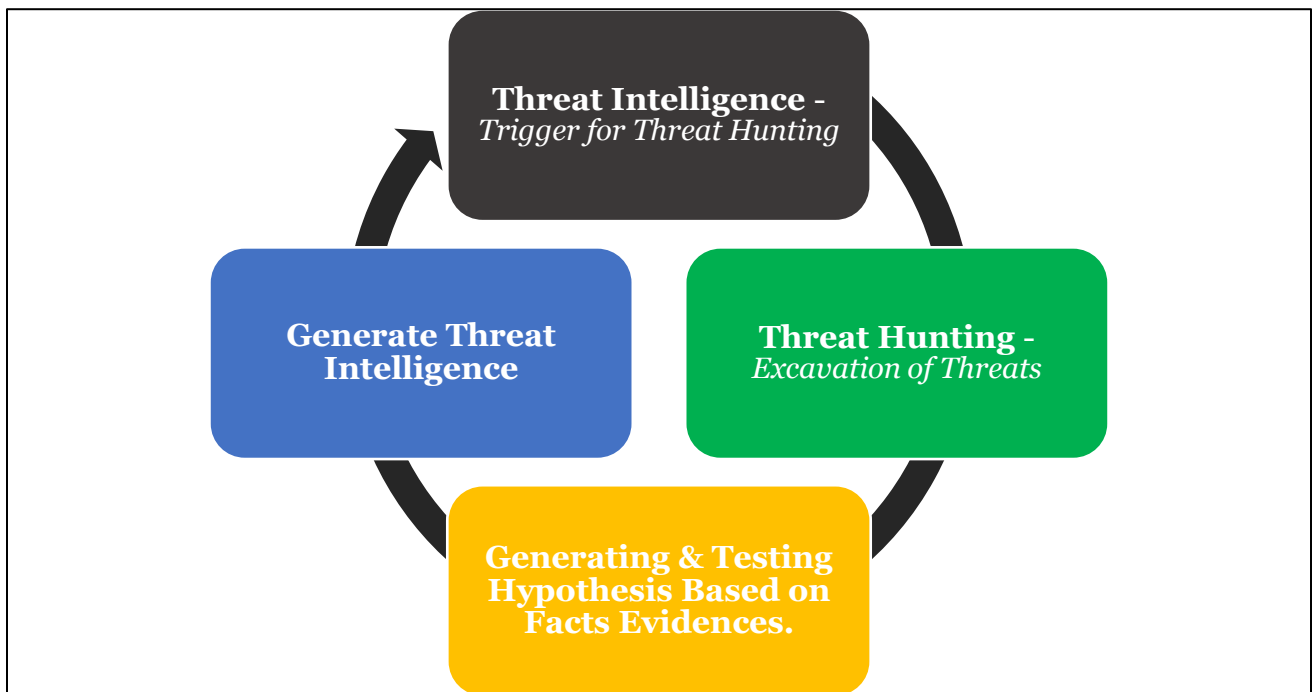 Threat Intelligence -
Trigger for Threat Hunting
Threat Hunting -
Excavation of Threats
Generating & Testing
Hypothesis Based on
Facts Evidences.
Generate Threat
Intelligence